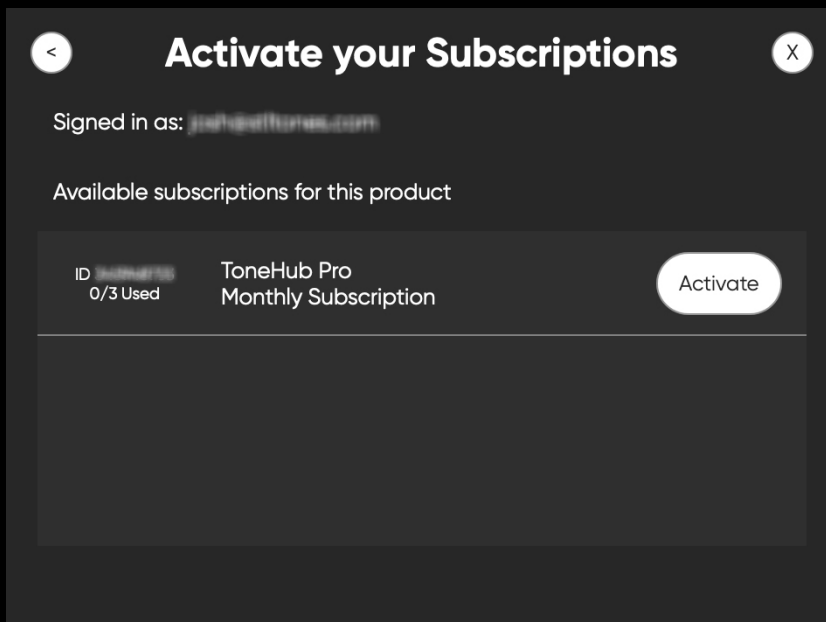 <
Activate your Subscriptions
X
Signed in as:
Available subscriptions for this product
ID
0/3 Used
ToneHub Pro
Monthly Subscription
Activate